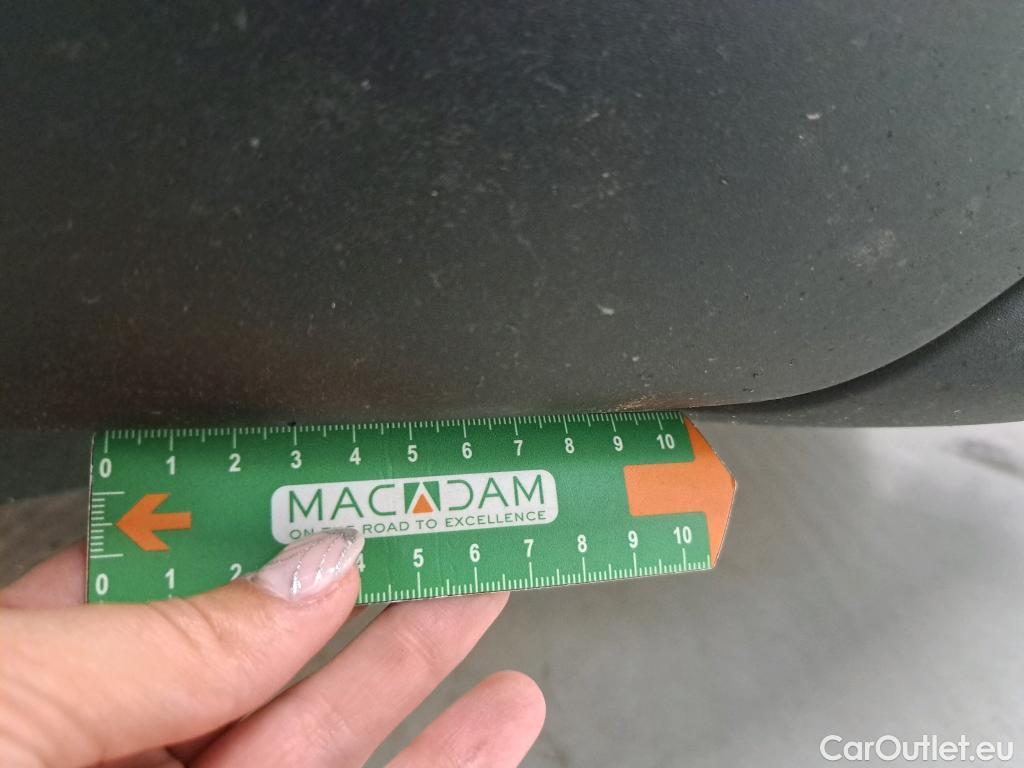 0 1 2 3 4 5 6 7 8 9 10
MACADAM
ON THE ROAD TO EXCELLENCE
0 1 2 4 5 6 7 8 9 10
CarOutlet.eu